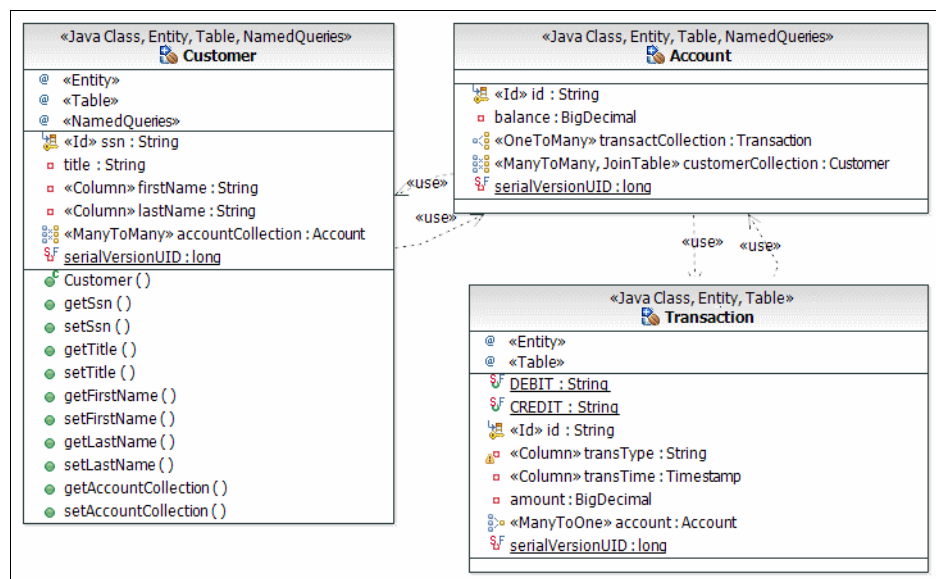 «Java Class, Entity, Table, NamedQueries»
Customer
@ «Entity»
@ «Table»
@ «NamedQueries»
«Id» ssn : String
title : String
«Column» firstName : String
«Column» lastName : String
«ManyToMany» accountCollection : Account
serialVersionUID : long
Customer ( )
getSsn ( )
setSsn ( )
getTitle ( )
setTitle ( )
getFirstName ( )
setFirstName ( )
getLastName ( )
setLastName ( )
getAccountCollection ( )
setAccountCollection ( )
«use»
«use»
«Java Class, Entity, Table, NamedQueries»
Account
«Id» id : String
balance : BigDecimal
«OneToMany» transactCollection : Transaction
«ManyToMany, JoinTable» customerCollection : Customer
serialVersionUID : long
«use»
«use»
«Java Class, Entity, Table»
Transaction
@ «Entity»
@ «Table»
DEBIT : String
CREDIT : String
«Id» id : String
«Column» transType : String
«Column» transTime : Timestamp
amount : BigDecimal
«ManyToOne» account : Account
serialVersionUID : long